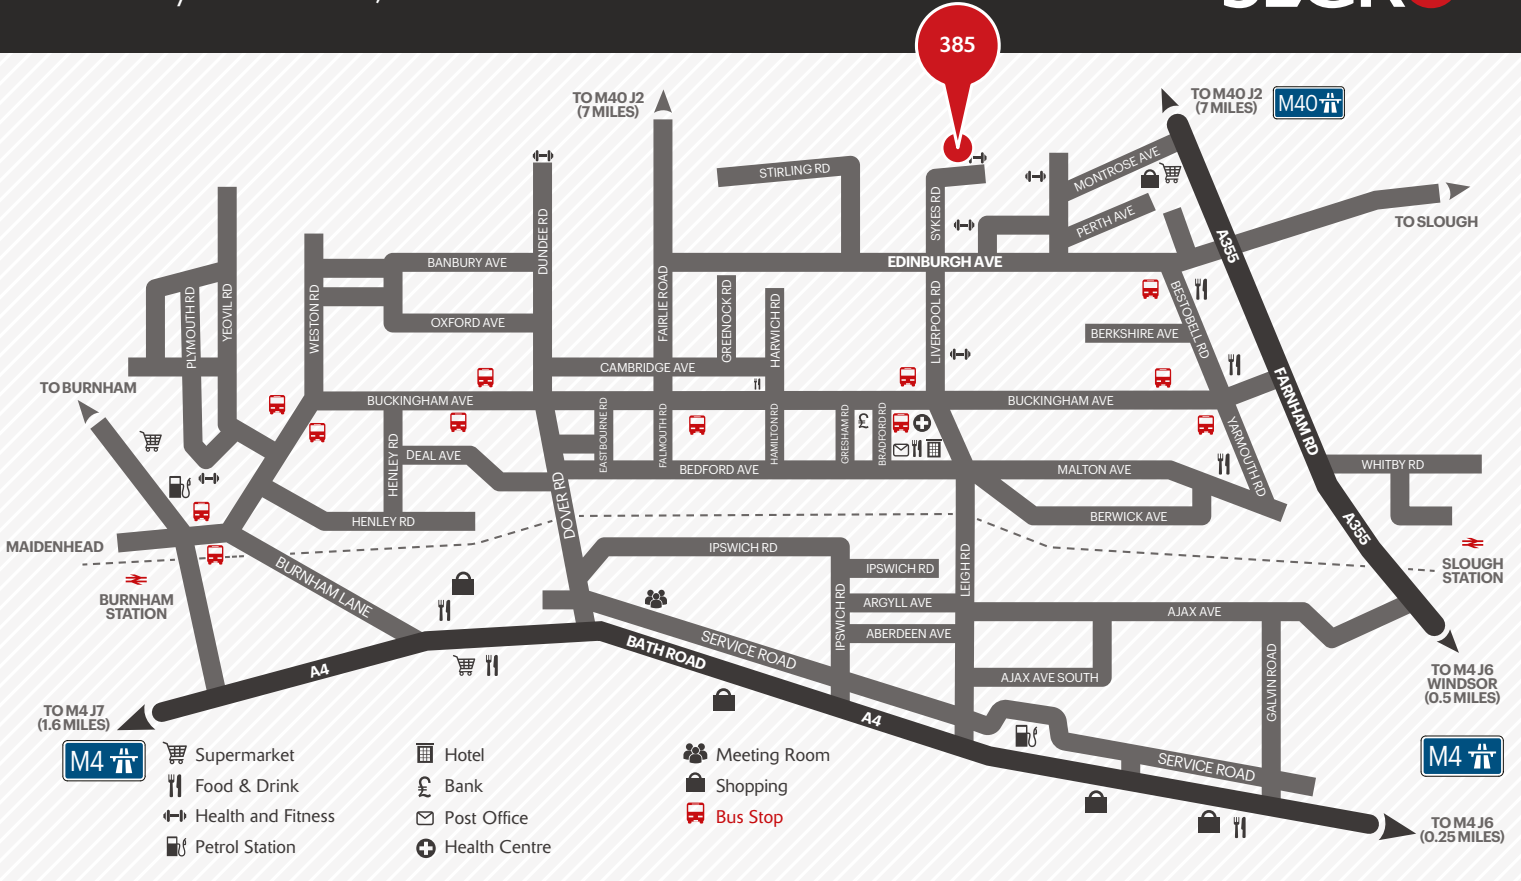 385
TO M40 J2
(7 MILES)
TO M40 J2
(7 MILES)
M40
STIRLING RD
MONTROSE AVE
PERTH AVE
SYKES RD
DUNDEE RD
TO SLOUGH
A355
BANBURY AVE
EDINBURGH AVE
FAIRLIE ROAD
PLYMOUTH RD
YEOVIL RD
WESTON RD
OXFORD AVE
GREENOCK RD
HARWICH RD
LIVERPOOL RD
BESTOBELL RD
BERKSHIRE AVE
CAMBRIDGE AVE
TO BURNHAM
BUCKINGHAM AVE
BUCKINGHAM AVE
FARNHAM RD
EASTBOURNE RD
FALMOUTH RD
HAMILTON RD
GRESHAM RD
BRADFORD RD
YARMOUTH RD
HENLEY RD
DEAL AVE
BEDFORD AVE
MALTON AVE
WHITBY RD
DOVER RD
HENLEY RD
BERWICK AVE
A355
MAIDENHEAD
IPSWICH RD
IPSWICH RD
LEIGH RD
SLOUGH
STATION
BURNHAM
STATION
BURNHAM LANE
IPSWICH RD
ARGYLL AVE
AJAX AVE
ABERDEEN AVE
SERVICE ROAD
BATH ROAD
A4
AJAX AVE SOUTH
GALVIN ROAD
TO M4 J6
WINDSOR
(0.5 MILES)
TO M4 J7
(1.6 MILES)
A4
M4
M4
SERVICE ROAD
Supermarket
Food & Drink
Health and Fitness
Petrol Station
Hotel
£ Bank
Post Office
Health Centre
Meeting Room
Shopping
Bus Stop
£
TO M4 J6
(0.25 MILES)